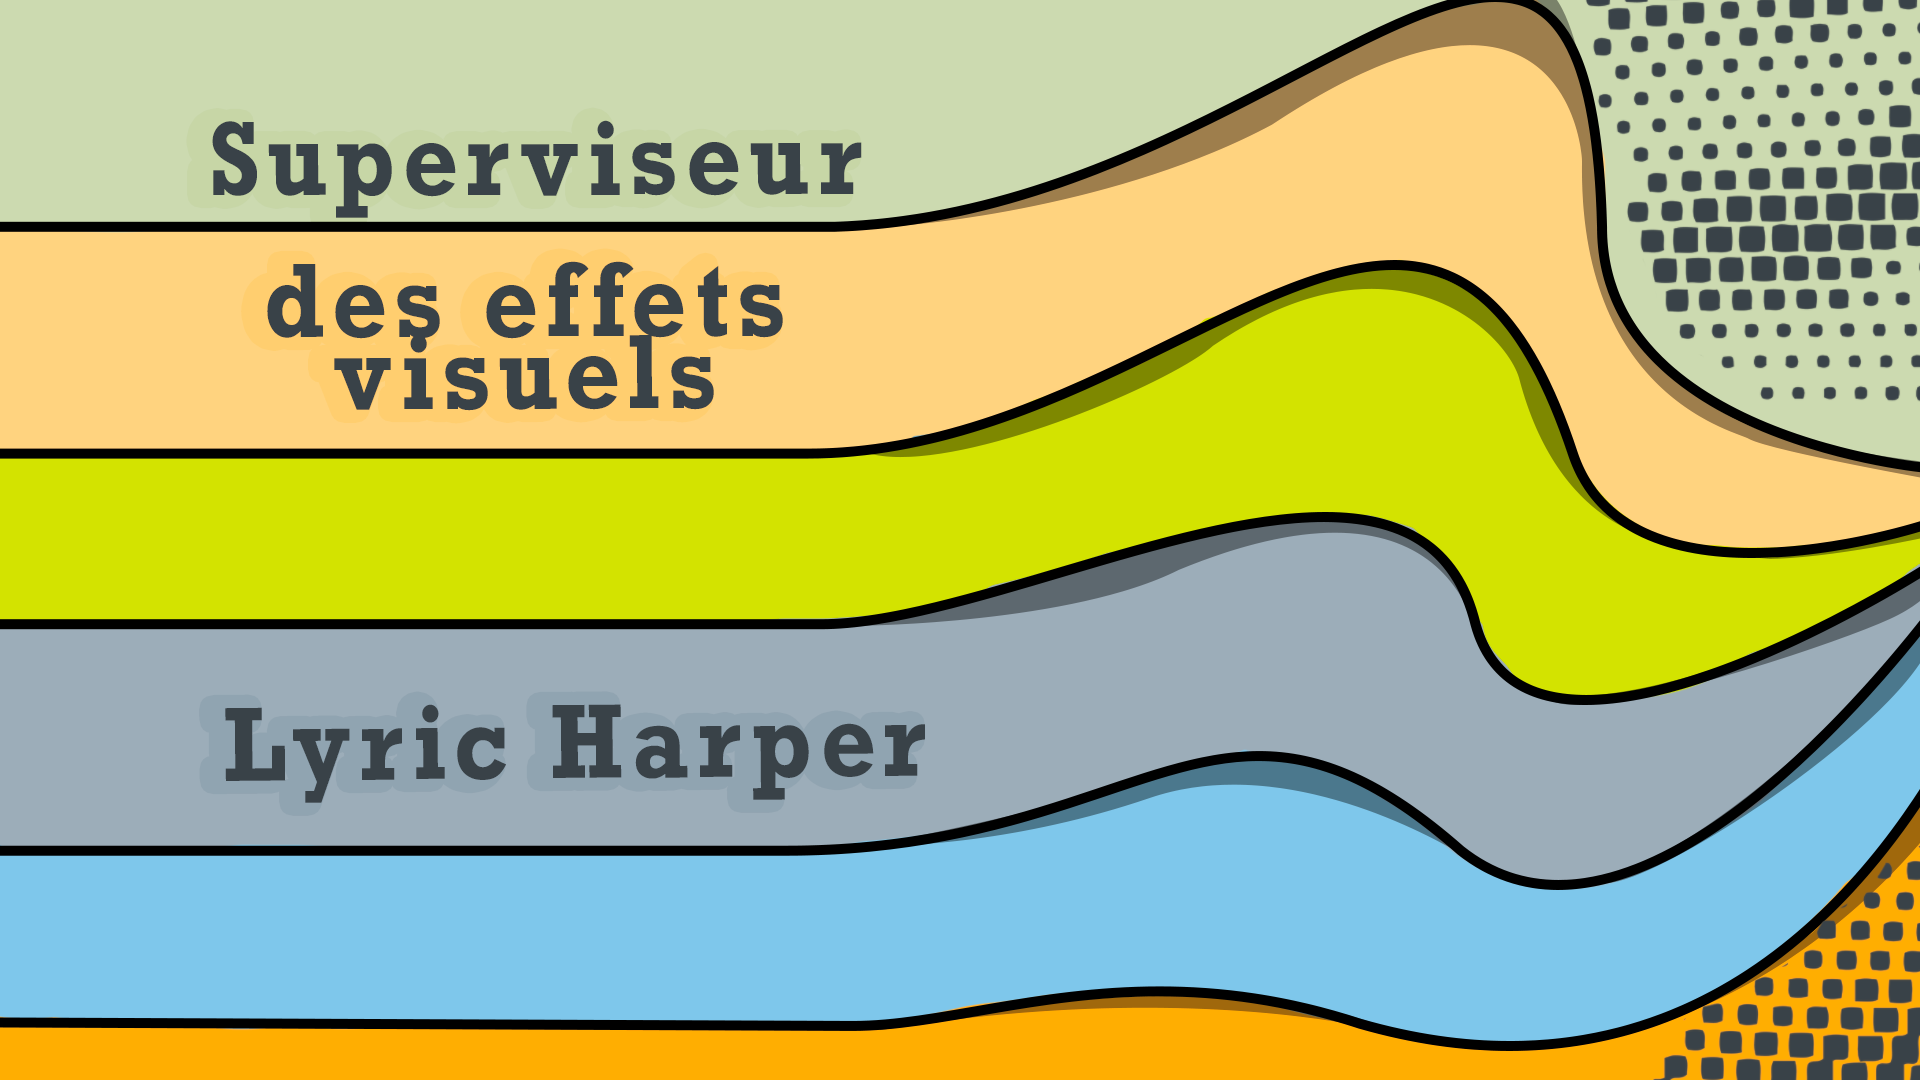 Superviseur
des effets
visuels
Lyric Harper